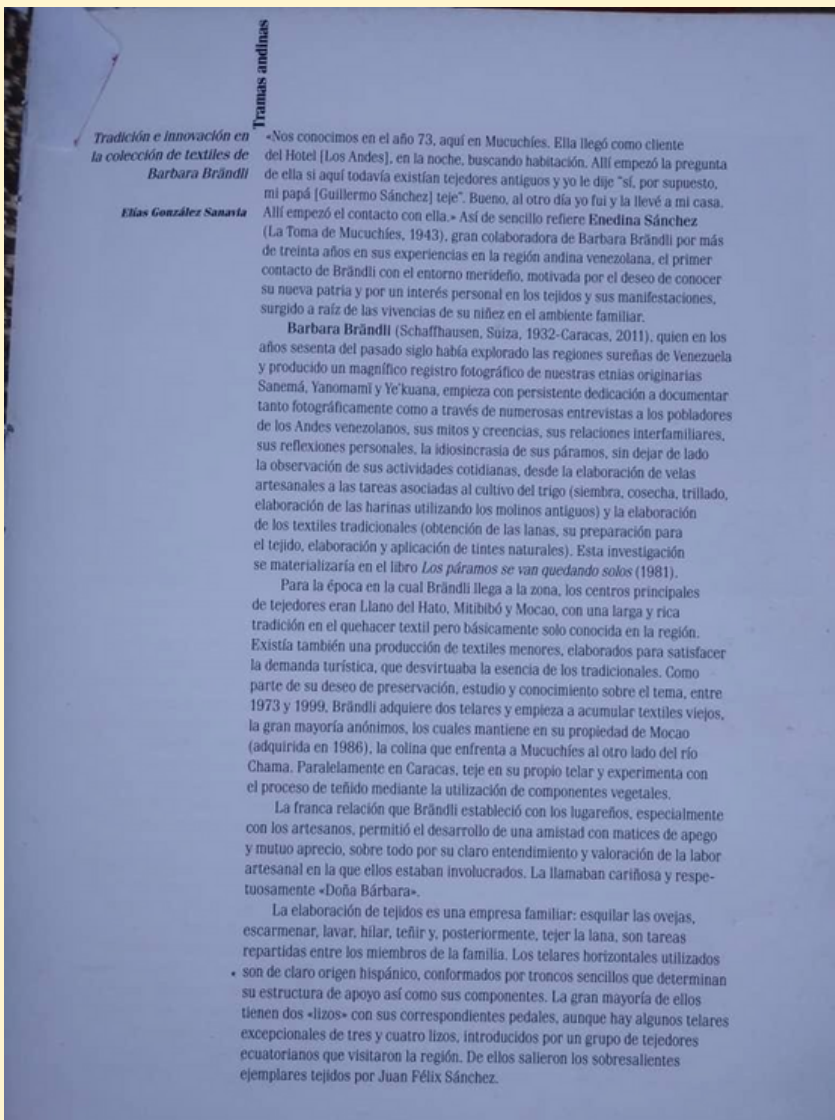 Tramas andinas
Tradición e innovación en
la colección de textiles de
Barbara Brändli
Elías González Sanavia
«Nos conocimos en el año 73, aquí en Mucuchíes. Ella llegó como cliente
del Hotel [Los Andes], en la noche, buscando habitación. Allí empezó la pregunta
de ella si aquí todavía existían tejedores antiguos y yo le dije "sí, por supuesto,
mi papá [Guillermo Sánchez] teje". Bueno, al otro día yo fui y la llevé a mi casa.
Allí empezó el contacto con ella.» Así de sencillo refiere Enedina Sánchez
(La Toma de Mucuchíes, 1943), gran colaboradora de Barbara Brändli por más
de treinta años en sus experiencias en la región andina venezolana, el primer
contacto de Brändli con el entorno merideño, motivada por el deseo de conocer
su nueva patria y por un interés personal en los tejidos y sus manifestaciones,
surgido a raíz de las vivencias de su niñez en el ambiente familiar.
Barbara Brändli (Schaffhausen, Suiza, 1932-Caracas, 2011), quien en los
años sesenta del pasado siglo había explorado las regiones sureñas de Venezuela
y producido un magnífico registro fotográfico de nuestras etnias originarias
Sanemá, Yanomamï y Ye'kuana, empieza con persistente dedicación a documentar
tanto fotográficamente como a través de numerosas entrevistas a los pobladores
de los Andes venezolanos, sus mitos y creencias, sus relaciones interfamiliares,
sus reflexiones personales, la idiosincrasia de sus páramos, sin dejar de lado
la observación de sus actividades cotidianas, desde la elaboración de velas
artesanales a las tareas asociadas al cultivo del trigo (siembra, cosecha, trillado,
elaboración de las harinas utilizando los molinos antiguos) y la elaboración
de los textiles tradicionales (obtención de las lanas, su preparación para
el tejido, elaboración y aplicación de tintes naturales). Esta investigación
se materializaría en el libro Los páramos se van quedando solos (1981).
Para la época en la cual Brändli llega a la zona, los centros principales
de tejedores eran Llano del Hato, Mitibibó y Mocao, con una larga y rica
tradición en el quehacer textil pero básicamente solo conocida en la región.
Existía también una producción de textiles menores, elaborados para satisfacer
la demanda turística, que desvirtuaba la esencia de los tradicionales. Como
parte de su deseo de preservación, estudio y conocimiento sobre el tema, entre
1973 y 1999, Brändli adquiere dos telares y empieza a acumular textiles viejos,
la gran mayoría anónimos, los cuales mantiene en su propiedad de Mocao
(adquirida en 1986), la colina que enfrenta a Mucuchíes al otro lado del río
Chama. Paralelamente en Caracas, teje en su propio telar y experimenta con
el proceso de teñido mediante la utilización de componentes vegetales.
La franca relación que Brändli estableció con los lugareños, especialmente
con los artesanos, permitió el desarrollo de una amistad con matices de apego
y mutuo aprecio, sobre todo por su claro entendimiento y valoración de la labor
artesanal en la que ellos estaban involucrados. La llamaban cariñosa y respe-
tuosamente «Doña Bárbara».
La elaboración de tejidos es una empresa familiar: esquilar las ovejas,
escarmenar, lavar, hilar, teñir y, posteriormente, tejer la lana, son tareas
repartidas entre los miembros de la familia. Los telares horizontales utilizados
son de claro origen hispánico, conformados por troncos sencillos que determinan
su estructura de apoyo así como sus componentes. La gran mayoría de ellos
tienen dos «lizos» con sus correspondientes pedales, aunque hay algunos telares
excepcionales de tres y cuatro lizos, introducidos por un grupo de tejedores
ecuatorianos que visitaron la región. De ellos salieron los sobresalientes
ejemplares tejidos por Juan Félix Sánchez.